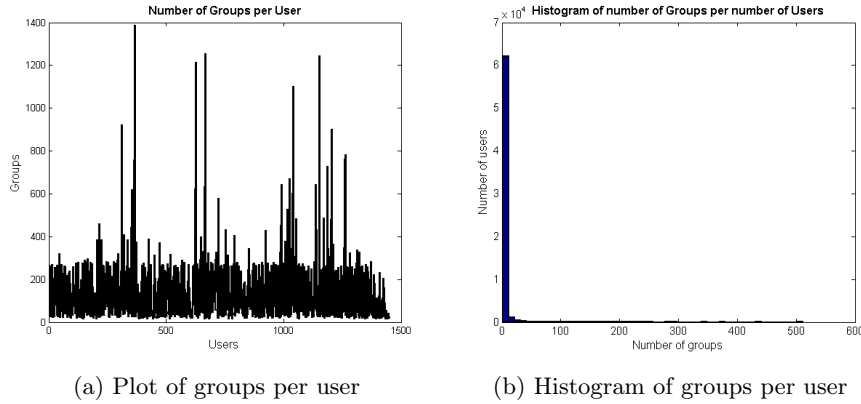 Number of Groups per User
1400
1200
1000
800
600
400
200
0
Groups
0 500 1000 1500
Users
(a) Plot of groups per user
7 × 10^4 Histogram of number of Groups per number of Users
6
5
4
3
2
1
0
Number of users
0 100 200 300 400 500 600
Number of groups
(b) Histogram of groups per user